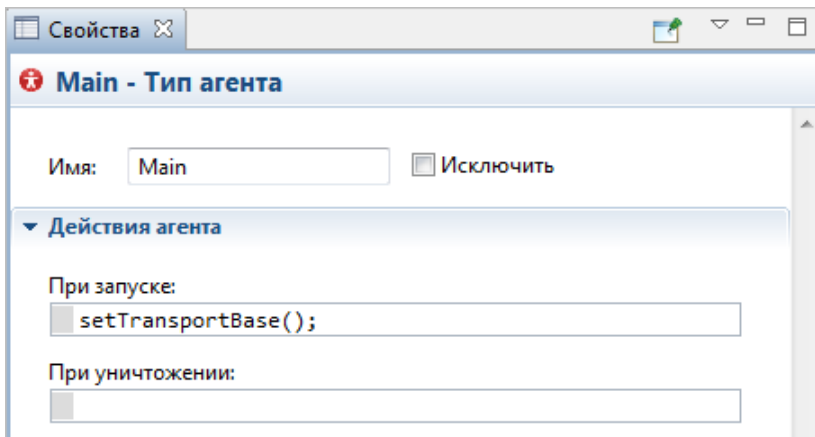 Свойства
Main - Тип агента
Имя: Main Исключить
Действия агента
При запуске:
setTransportBase();
При уничтожении: